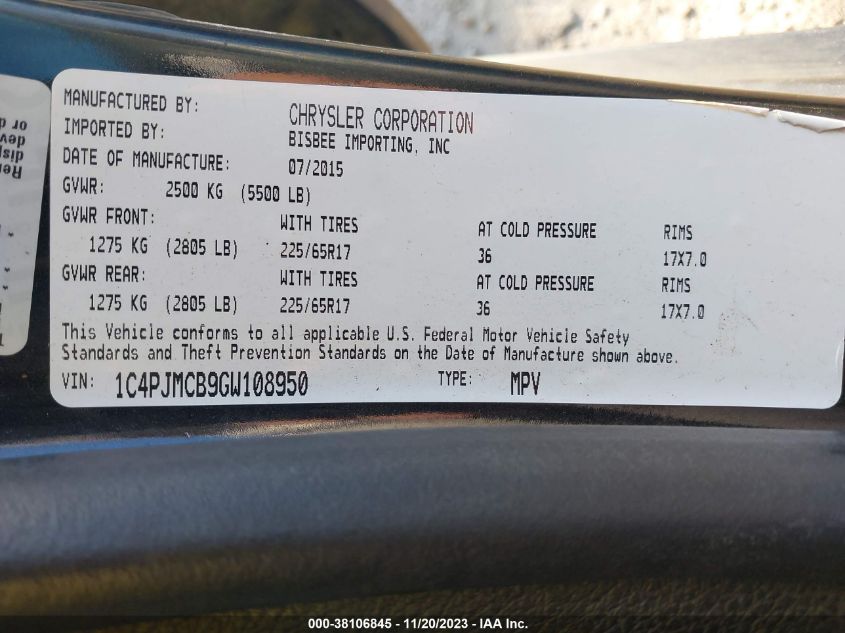 MANUFACTURED BY: CHRYSLER CORPORATION
IMPORTED BY: BISBEE IMPORTING, INC
DATE OF MANUFACTURE: 07/2015
GVWR: 2500 KG (5500 LB)
GVWR FRONT: WITH TIRES AT COLD PRESSURE RIMS
1275 KG (2805 LB) 225/65R17 36 17X7.0
GVWR REAR: WITH TIRES AT COLD PRESSURE RIMS
1275 KG (2805 LB) 225/65R17 36 17X7.0
This Vehicle conforms to all applicable U.S. Federal Motor Vehicle Safety
Standards and Theft Prevention Standards on the Date of Manufacture shown above.
VIN: 1C4PJMCB9GW108950 TYPE: MPV
or d
deve
disp
Ren
000-38106845 - 11/20/2023 - IAA Inc.